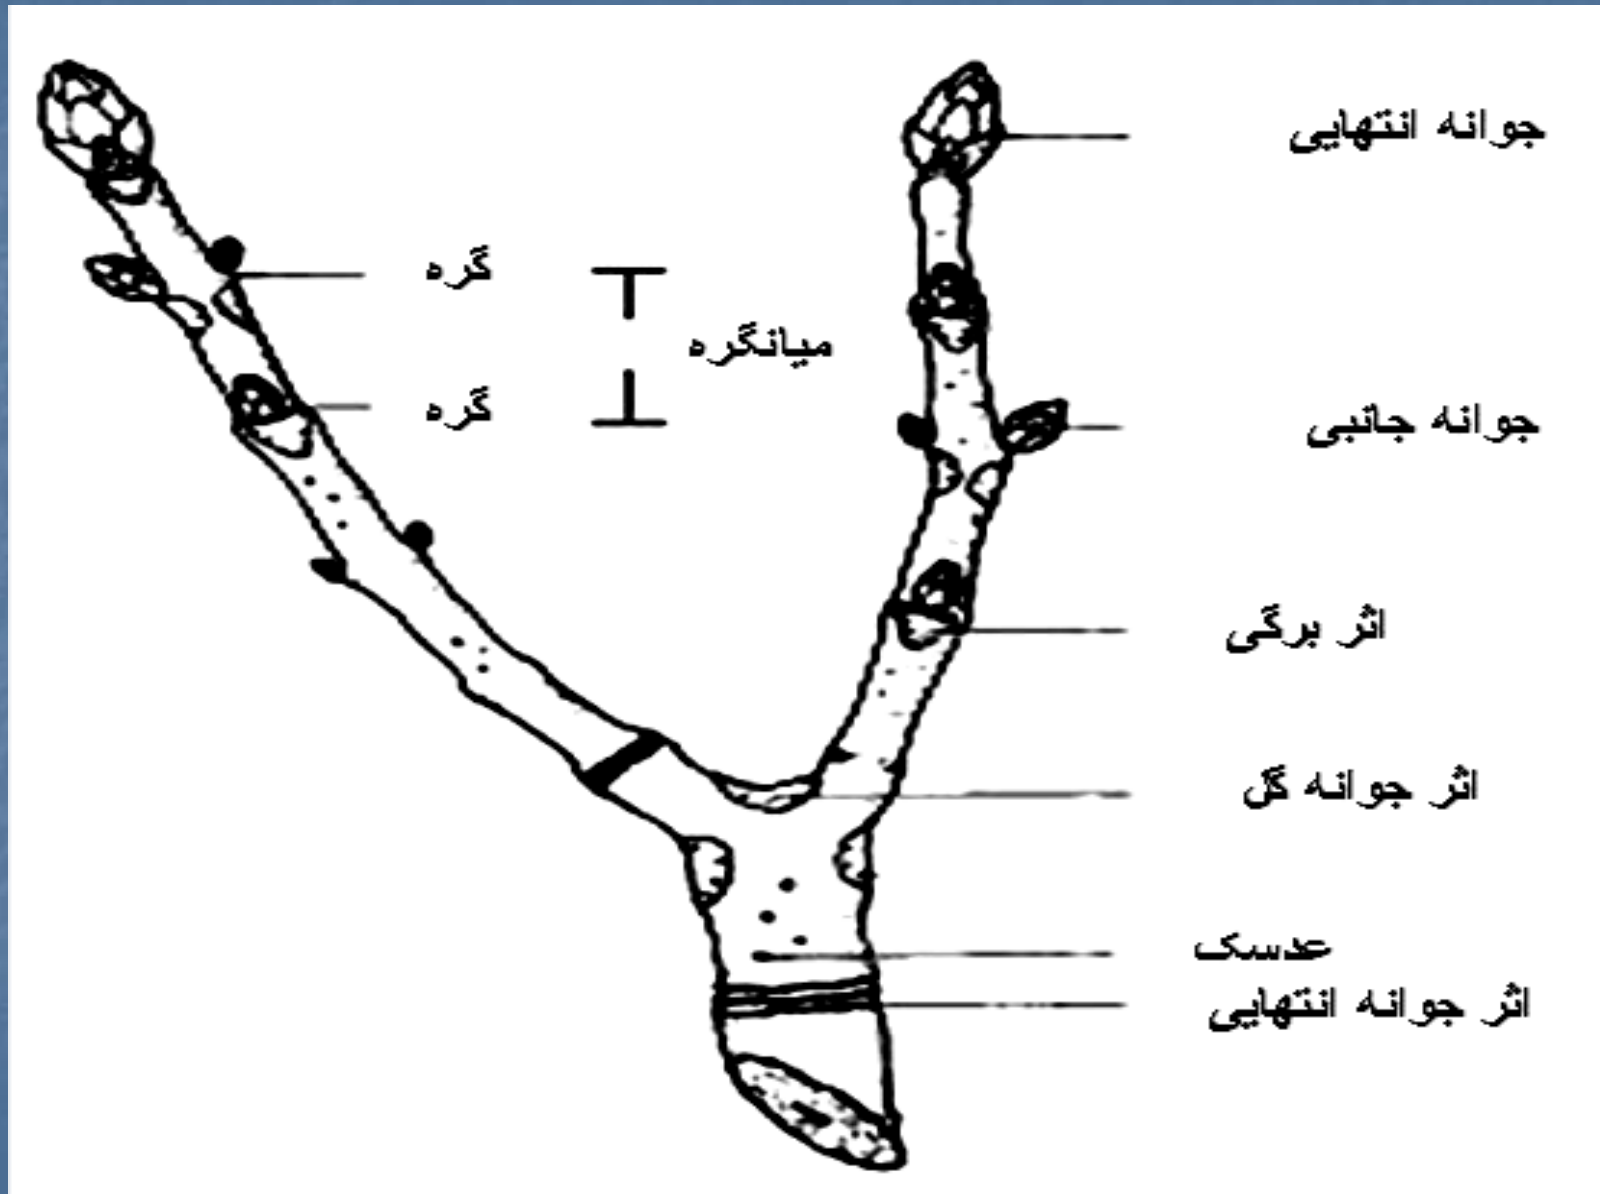 جوانه انتهایی
گره
میانگره
گره
جوانه جانبی
اثر برگی
اثر جوانه گل
عدسک
اثر جوانه انتهایی